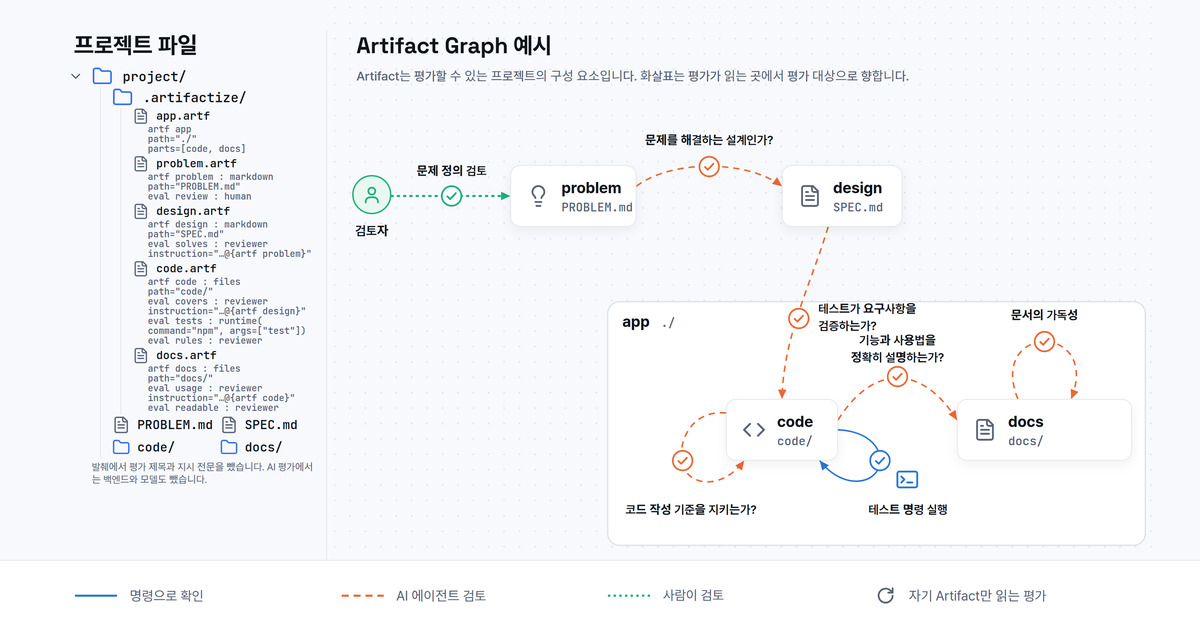 프로젝트 파일
project/
.artifactize/
app.artf
artf app
path="./"
parts=[code, docs]
problem.artf
artf problem : markdown
path="PROBLEM.md"
eval review : human
design.artf
artf design : markdown
path="SPEC.md"
eval solves : reviewer
instruction="…@{artf problem}"
code.artf
artf code : files
path="code/"
eval covers : reviewer
instruction="…@{artf design}"
eval tests : runtime(
command="npm", args=["test"])
eval rules : reviewer
docs.artf
artf docs : files
path="docs/"
eval usage : reviewer
instruction="…@{artf code}"
eval readable : reviewer
PROBLEM.md SPEC.md
code/ docs/
발췌에서 평가 제목과 지시 전문을 뺐습니다. AI 평가에서
는 백엔드와 모델도 뺐습니다.
Artifact Graph 예시
Artifact는 평가할 수 있는 프로젝트의 구성 요소입니다. 화살표는 평가가 읽는 곳에서 평가 대상으로 향합니다.
문제를 해결하는 설계인가?
문제 정의 검토
검토자
problem
PROBLEM.md
design
SPEC.md
app ./
테스트가 요구사항을
검증하는가?
기능과 사용법을
정확히 설명하는가?
문서의 가독성
code
code/
docs
docs/
코드 작성 기준을 지키는가?
테스트 명령 실행
명령으로 확인
AI 에이전트 검토
사람이 검토
자기 Artifact만 읽는 평가